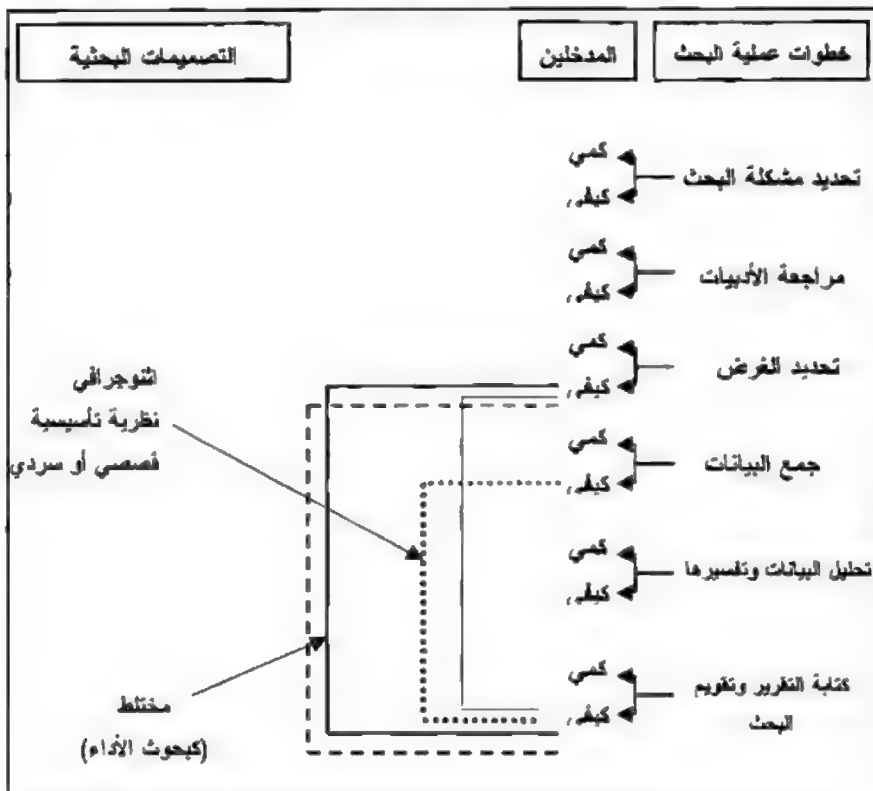 خطوات عملية البحث
المدخلين
التصميمات البحثية
تحديد مشكلة البحث
كمي
كيفي
مراجعة الأدبيات
كمي
كيفي
تحديد الغرض
كمي
كيفي
جمع البيانات
كمي
كيفي
تحليل البيانات وتفسيرها
كمي
كيفي
كتابة التقرير وتقويم
البحث
كمي
كيفي
اثنوجرافي
نظرية تأسيسية
قصصي أو سردي
مختلط
(كبحوث الأداء)